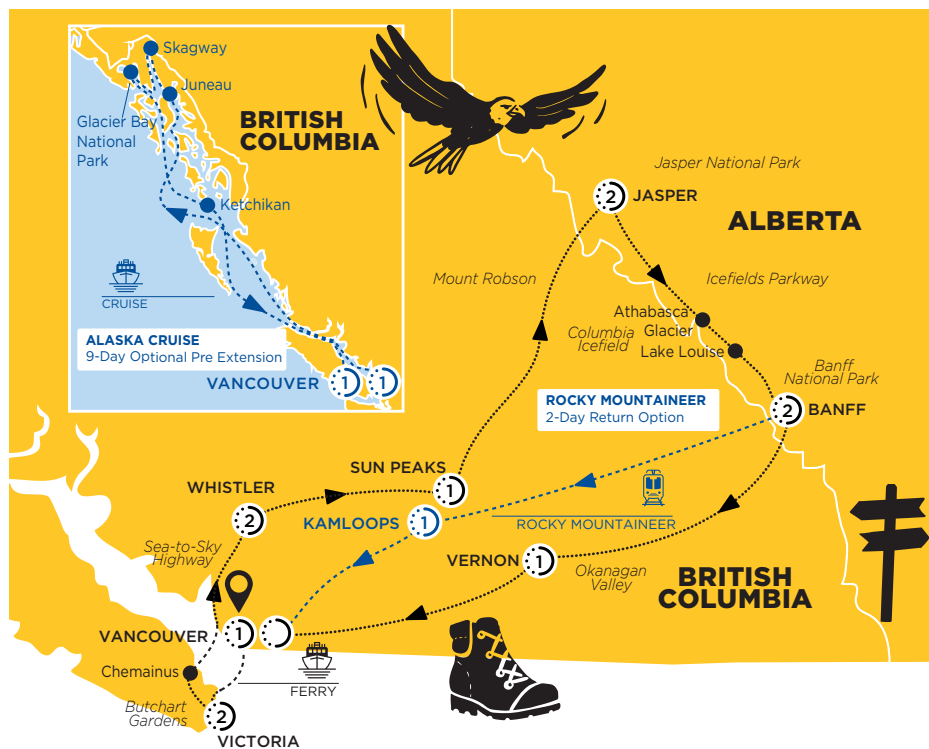 Skagway
Juneau
Glacier Bay
National
Park
BRITISH
COLUMBIA
Ketchikan
CRUISE
ALASKA CRUISE
9-Day Optional Pre Extension
VANCOUVER
1
1
Jasper National Park
2
JASPER
ALBERTA
Mount Robson
Icefields Parkway
Athabasca
Glacier
Columbia
Icefield
Lake Louise
Banff
National Park
ROCKY MOUNTAINEER
2-Day Return Option
2
BANFF
SUN PEAKS
1
WHISTLER
2
KAMLOOPS
1
ROCKY MOUNTAINEER
Sea-to-Sky
Highway
VERNON
1
Okanagan
Valley
BRITISH
COLUMBIA
VANCOUVER
1
Chemainus
FERRY
Butchart
Gardens
2
VICTORIA